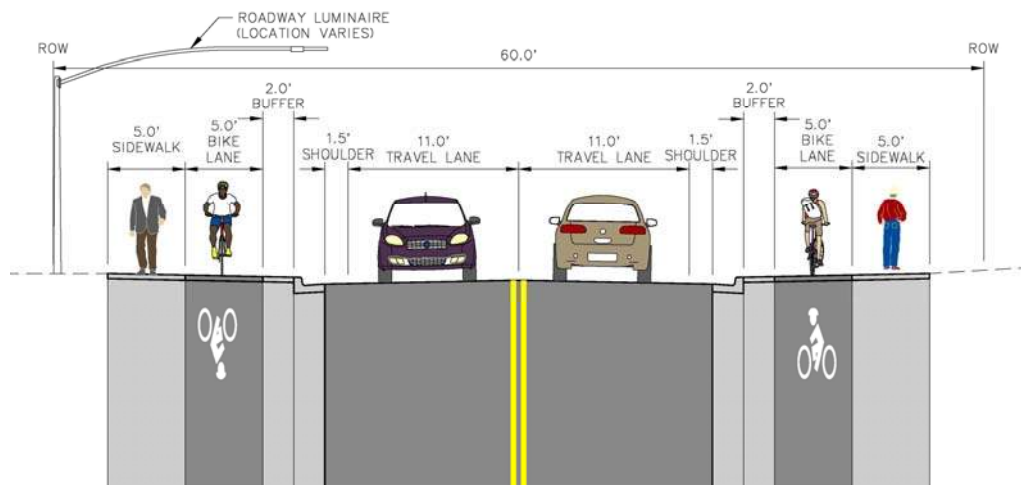 ROADWAY LUMINAIRE
(LOCATION VARIES)
ROW
60.0'
ROW
2.0'
BUFFER
2.0'
BUFFER
5.0'
SIDEWALK
5.0'
BIKE
LANE
1.5'
SHOULDER
11.0'
TRAVEL LANE
11.0'
TRAVEL LANE
1.5'
SHOULDER
5.0'
BIKE
LANE
5.0'
SIDEWALK